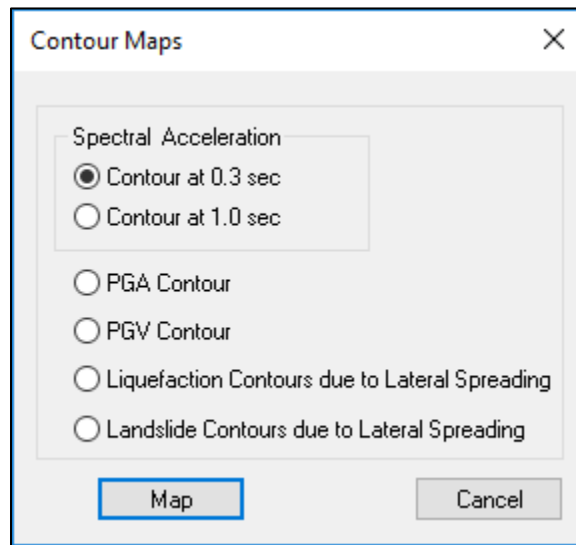 Contour Maps
Spectral Acceleration
Contour at 0.3 sec
Contour at 1.0 sec
PGA Contour
PGV Contour
Liquefaction Contours due to Lateral Spreading
Landslide Contours due to Lateral Spreading
Map Cancel